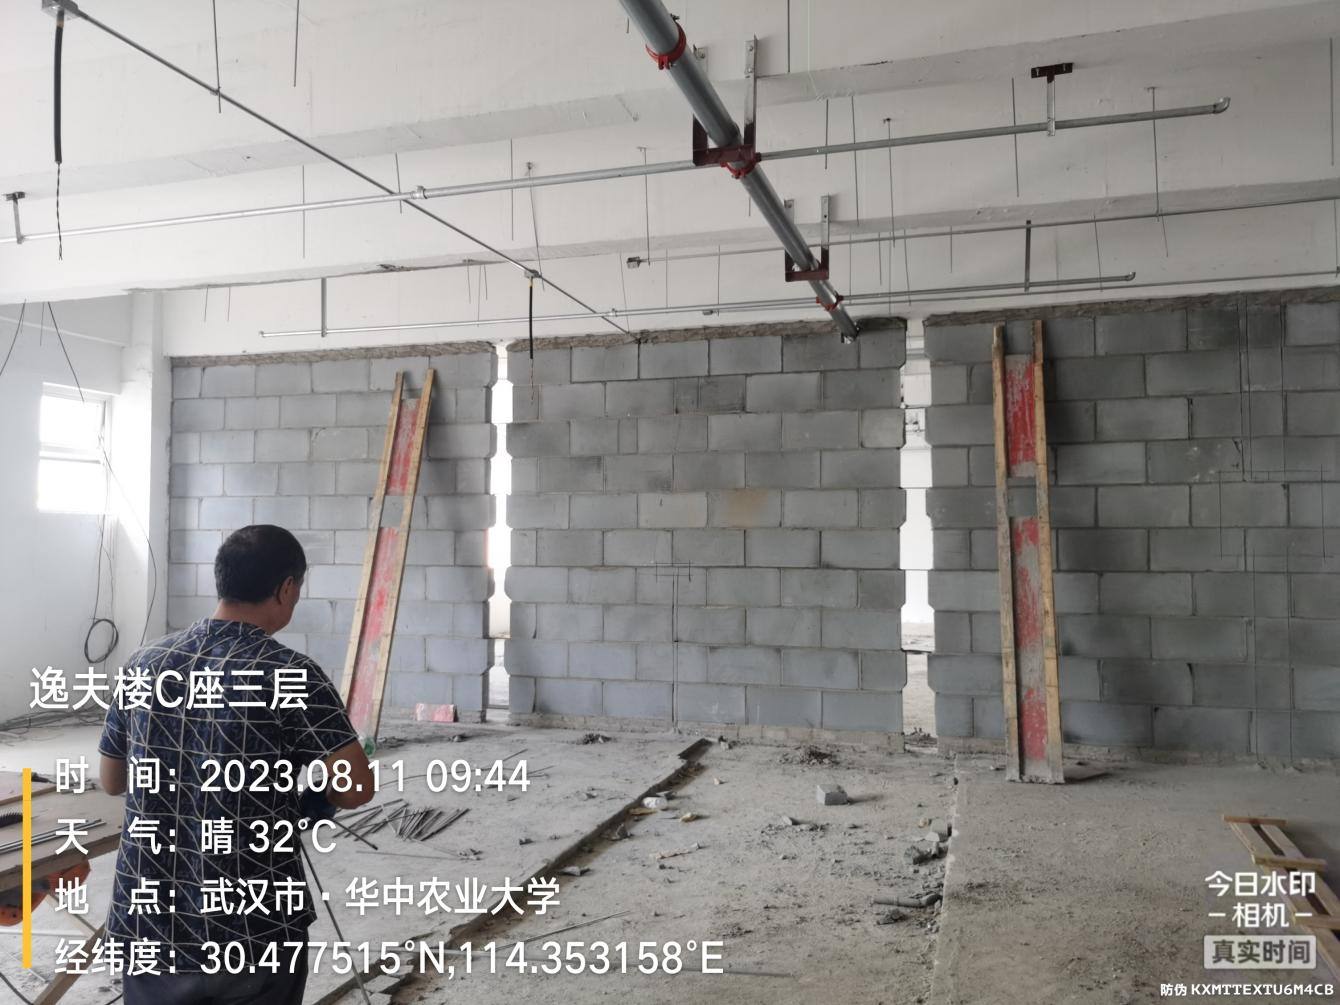 逸夫楼C座三层
时 间：2023.08.11 09:44
天 气：晴 32°C
地 点：武汉市·华中农业大学
经纬度：30.477515°N,114.353158°E
今日水印
－相机－
真实时间
防伪 KXMTTEXTU6M4CB